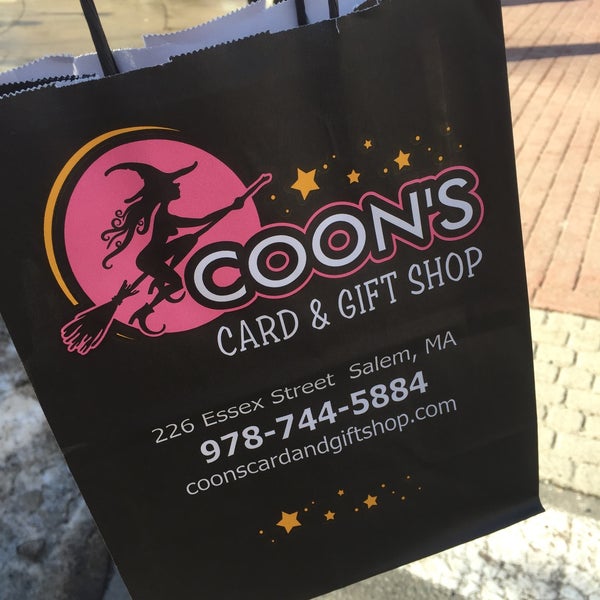 COON'S
CARD & GIFT SHOP
226 Essex Street Salem, MA
978-744-5884
coonscardandgiftshop.com